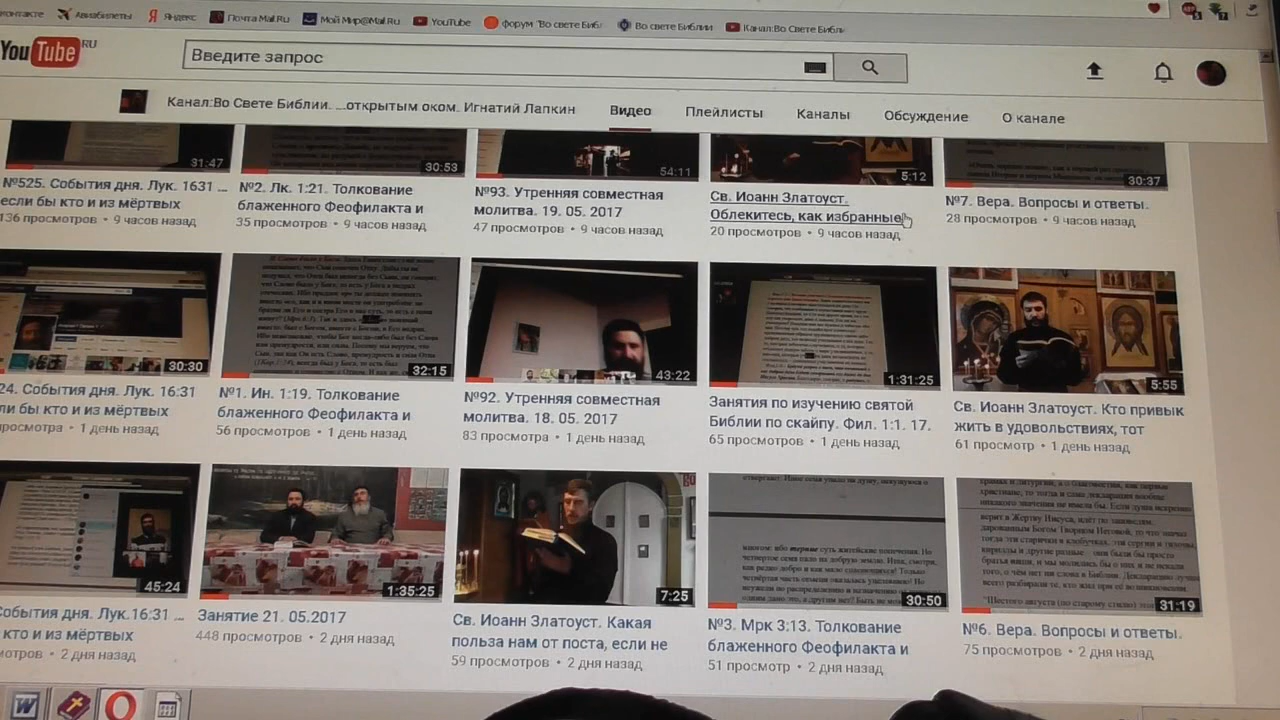 контакте Авиабилеты Яндекс Почта Mail.Ru Мой Мир@Mail.Ru YouTube форум "Во свете Библ Во свете Библии Канал:Во Свете Библ
YouTube RU Введите запрос
Канал:Во Свете Библии. ...открытым оком. Игнатий Лапкин Видео Плейлисты Каналы Обсуждение О канале
31:47 30:53 54:11 5:12 30:37
№525. События дня. Лук. 1631 ...
если бы кто и из мёртвых
136 просмотров • 9 часов назад
№2. Лк. 1:21. Толкование
блаженного Феофилакта и
35 просмотров • 9 часов назад
№93. Утренняя совместная
молитва. 19. 05. 2017
47 просмотров • 9 часов назад
Св. Иоанн Златоуст.
Облекитесь, как избранные
20 просмотров • 9 часов назад
№7. Вера. Вопросы и ответы.
28 просмотров • 9 часов назад
30:30 32:15 43:22 1:31:25 5:55
24. События дня. Лук. 16:31
ли бы кто и из мёртвых
просмотра • 1 день назад
№1. Ин. 1:19. Толкование
блаженного Феофилакта и
56 просмотров • 1 день назад
№92. Утренняя совместная
молитва. 18. 05. 2017
83 просмотра • 1 день назад
Занятия по изучению святой
Библии по скайпу. Фил. 1:1. 17.
65 просмотров • 1 день назад
Св. Иоанн Златоуст. Кто привык
жить в удовольствиях, тот
61 просмотр • 1 день назад
45:24 1:35:25 7:25 30:50 31:19
События дня. Лук.16:31 ...
кто и из мёртвых
мотров • 2 дня назад
Занятие 21. 05.2017
448 просмотров • 2 дня назад
Св. Иоанн Златоуст. Какая
польза нам от поста, если не
59 просмотров • 2 дня назад
№3. Мрк 3:13. Толкование
блаженного Феофилакта и
51 просмотр • 2 дня назад
№6. Вера. Вопросы и ответы.
75 просмотров • 2 дня назад